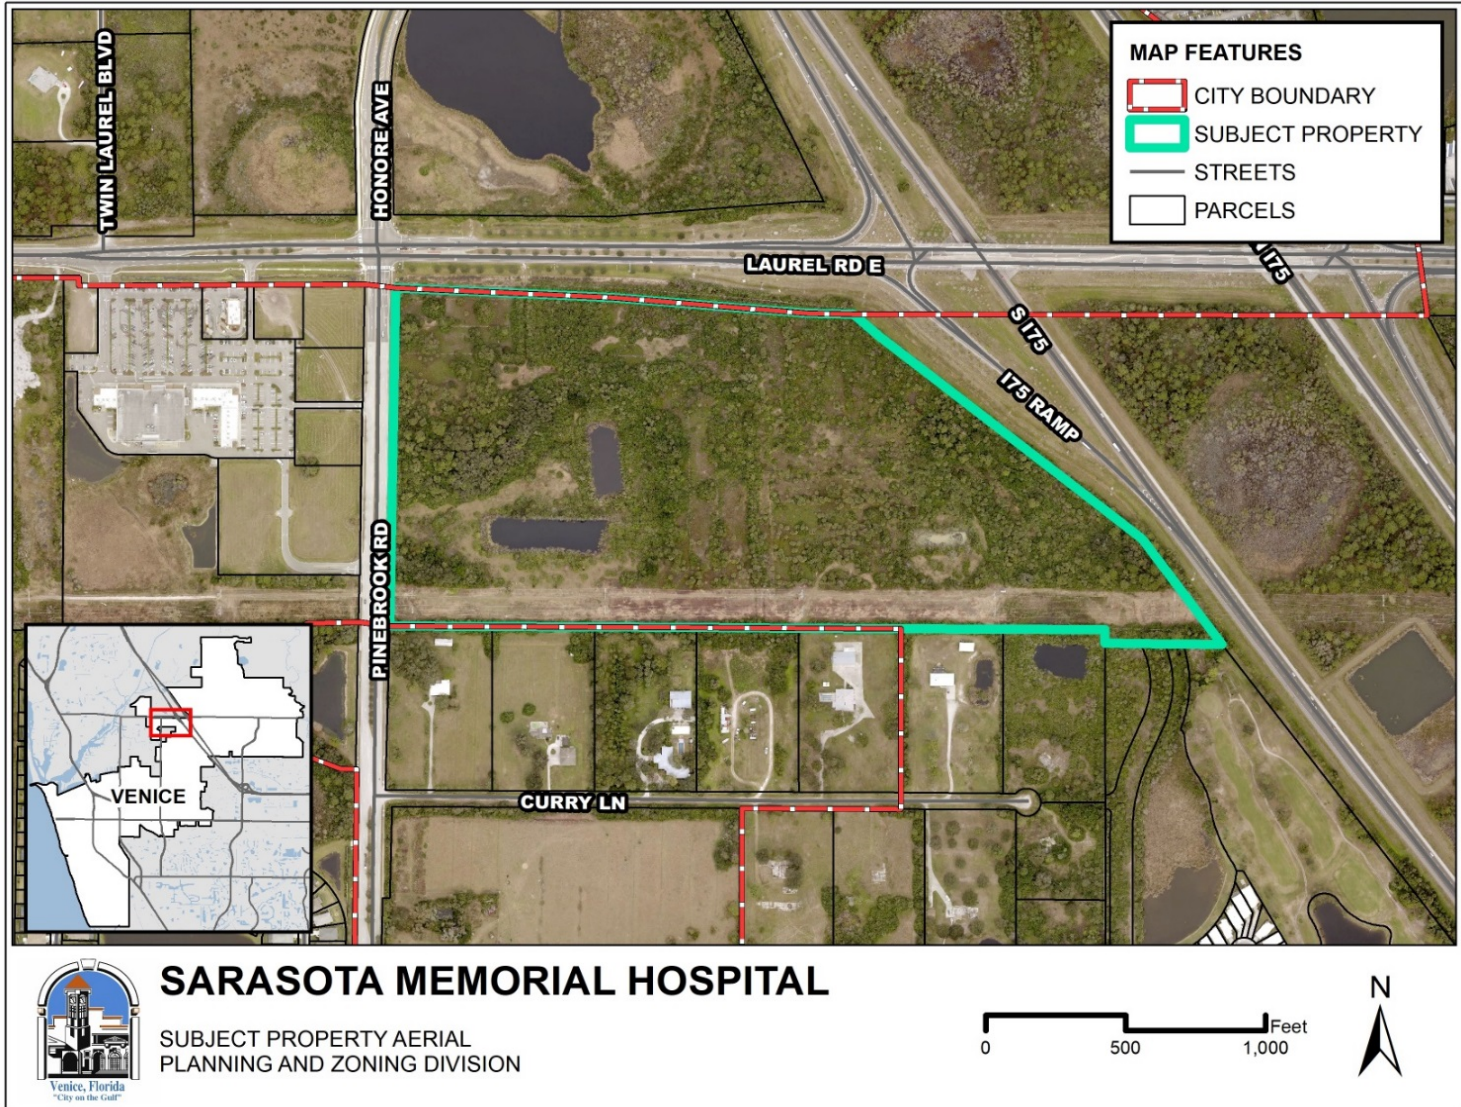 TWIN LAUREL BLVD
HONORE AVE
MAP FEATURES
CITY BOUNDARY
SUBJECT PROPERTY
STREETS
PARCELS
LAUREL RD E
I75
S I75
I75 RAMP
PINEBROOK RD
CURRY LN
VENICE
SARASOTA MEMORIAL HOSPITAL
SUBJECT PROPERTY AERIAL
PLANNING AND ZONING DIVISION
Venice, Florida
"City on the Gulf"
0 500 1,000 Feet
N